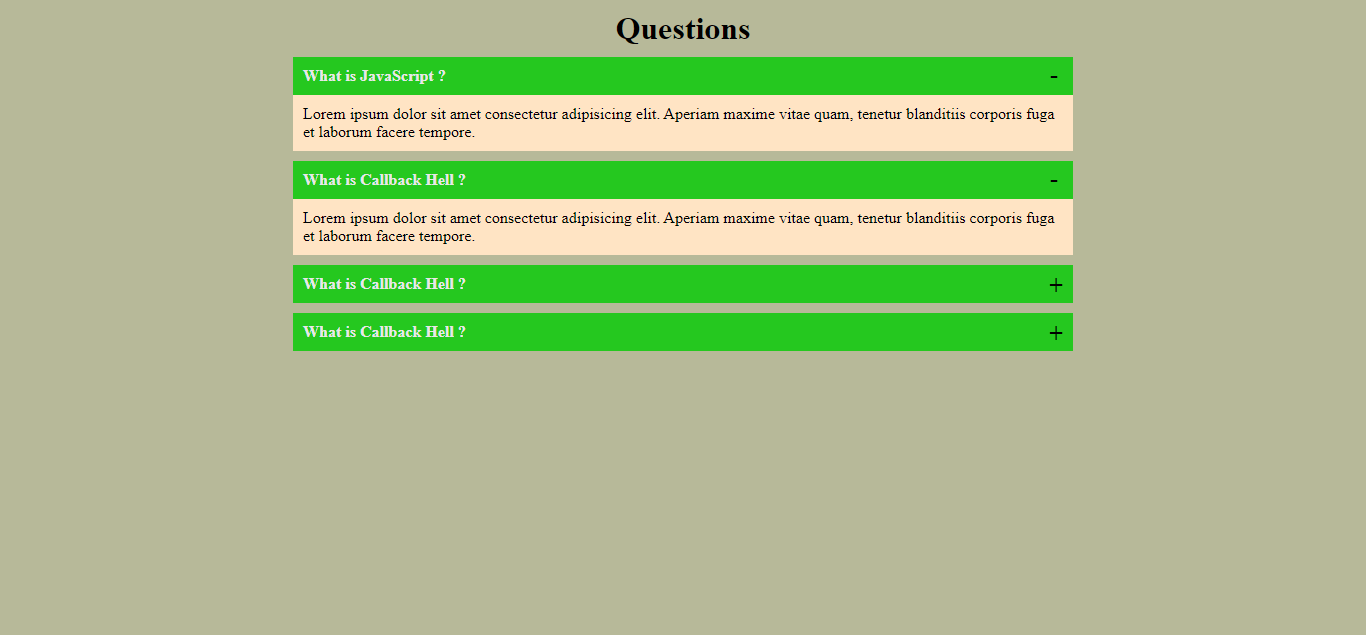 Questions
What is JavaScript ? -
Lorem ipsum dolor sit amet consectetur adipisicing elit. Aperiam maxime vitae quam, tenetur blanditiis corporis fuga
et laborum facere tempore.
What is Callback Hell ? -
Lorem ipsum dolor sit amet consectetur adipisicing elit. Aperiam maxime vitae quam, tenetur blanditiis corporis fuga
et laborum facere tempore.
What is Callback Hell ? +
What is Callback Hell ? +